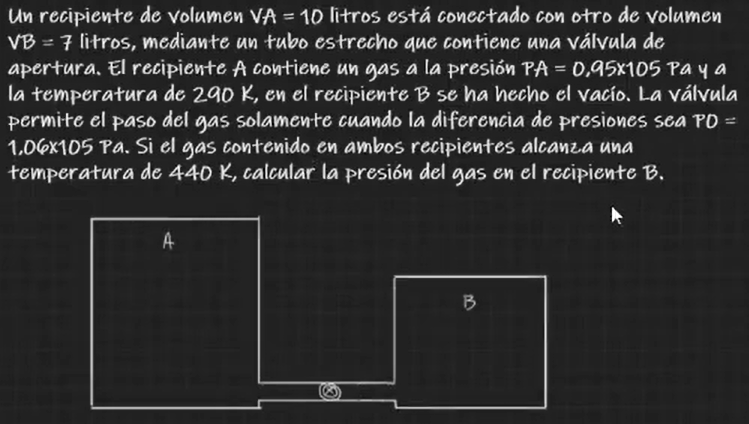 Un recipiente de volumen VA = 10 litros está conectado con otro de volumen
VB = 7 litros, mediante un tubo estrecho que contiene una válvula de
apertura. El recipiente A contiene un gas a la presión PA = 0,95x105 Pa y a
la temperatura de 290 K, en el recipiente B se ha hecho el vacío. La válvula
permite el paso del gas solamente cuando la diferencia de presiones sea PO =
1.06x105 Pa. Si el gas contenido en ambos recipientes alcanza una
temperatura de 440 K, calcular la presión del gas en el recipiente B.
A
B